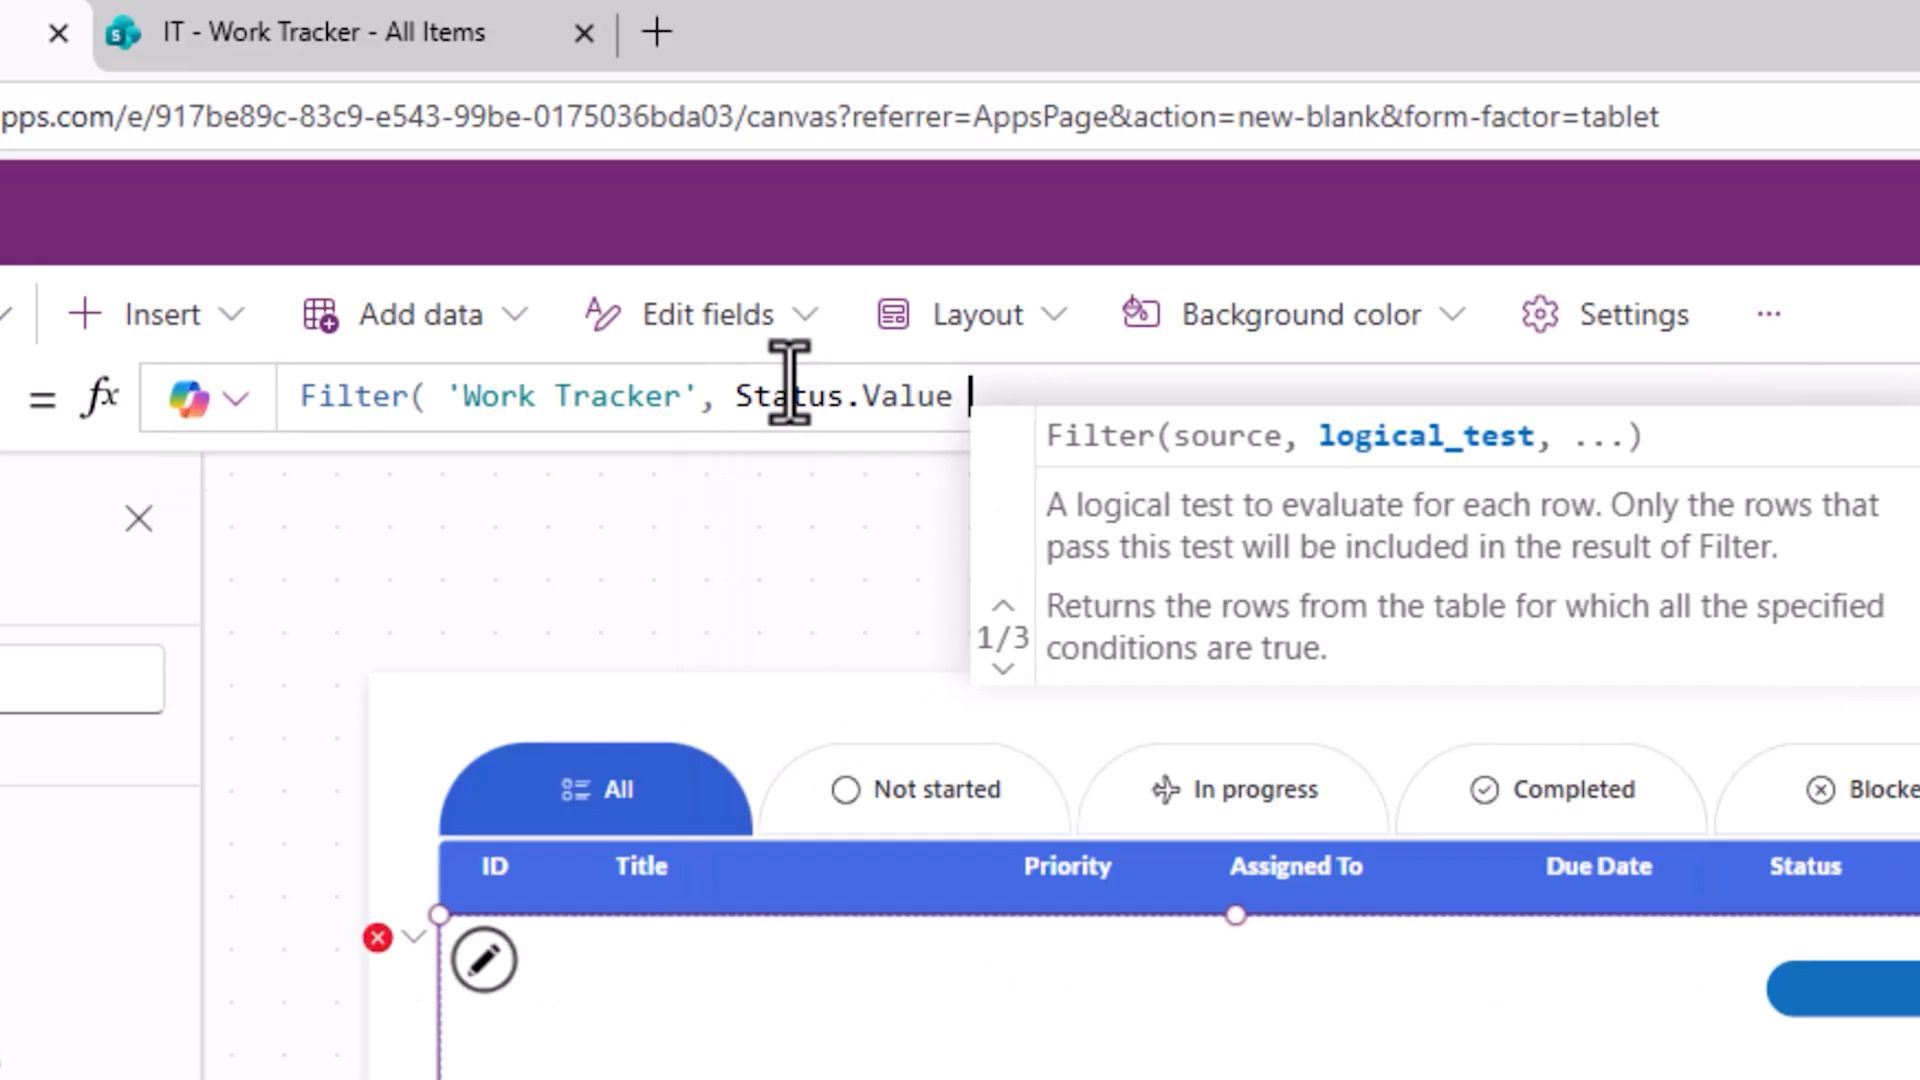 IT - Work Tracker - All Items
pps.com/e/917be89c-83c9-e543-99be-0175036bda03/canvas?referrer=AppsPage&action=new-blank&form-factor=tablet
Insert Add data Edit fields Layout Background color Settings ...
= fx Filter( 'Work Tracker', Status.Value
Filter(source, logical_test, ...)
A logical test to evaluate for each row. Only the rows that
pass this test will be included in the result of Filter.
1/3
Returns the rows from the table for which all the specified
conditions are true.
All Not started In progress Completed Blocke
ID Title Priority Assigned To Due Date Status